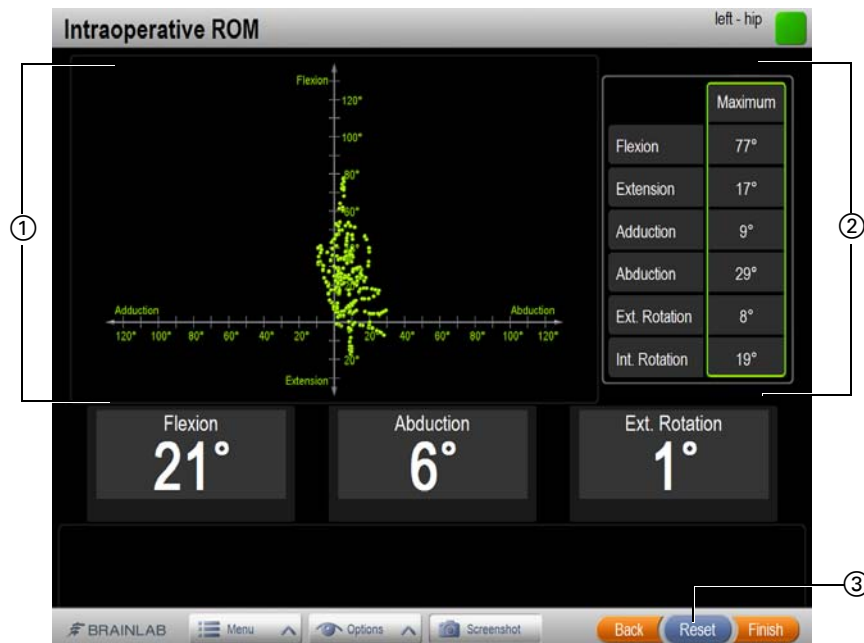 Intraoperative ROM
left - hip
①
②
Flexion
120°
100°
80°
60°
20°
Extension
Adduction
120° 100° 80° 60° 40° 20°
Abduction
20° 40° 60° 80° 100° 120°
Maximum
Flexion 77°
Extension 17°
Adduction 9°
Abduction 29°
Ext. Rotation 8°
Int. Rotation 19°
Flexion
21°
Abduction
6°
Ext. Rotation
1°
③
BRAINLAB Menu Options Screenshot Back Reset Finish